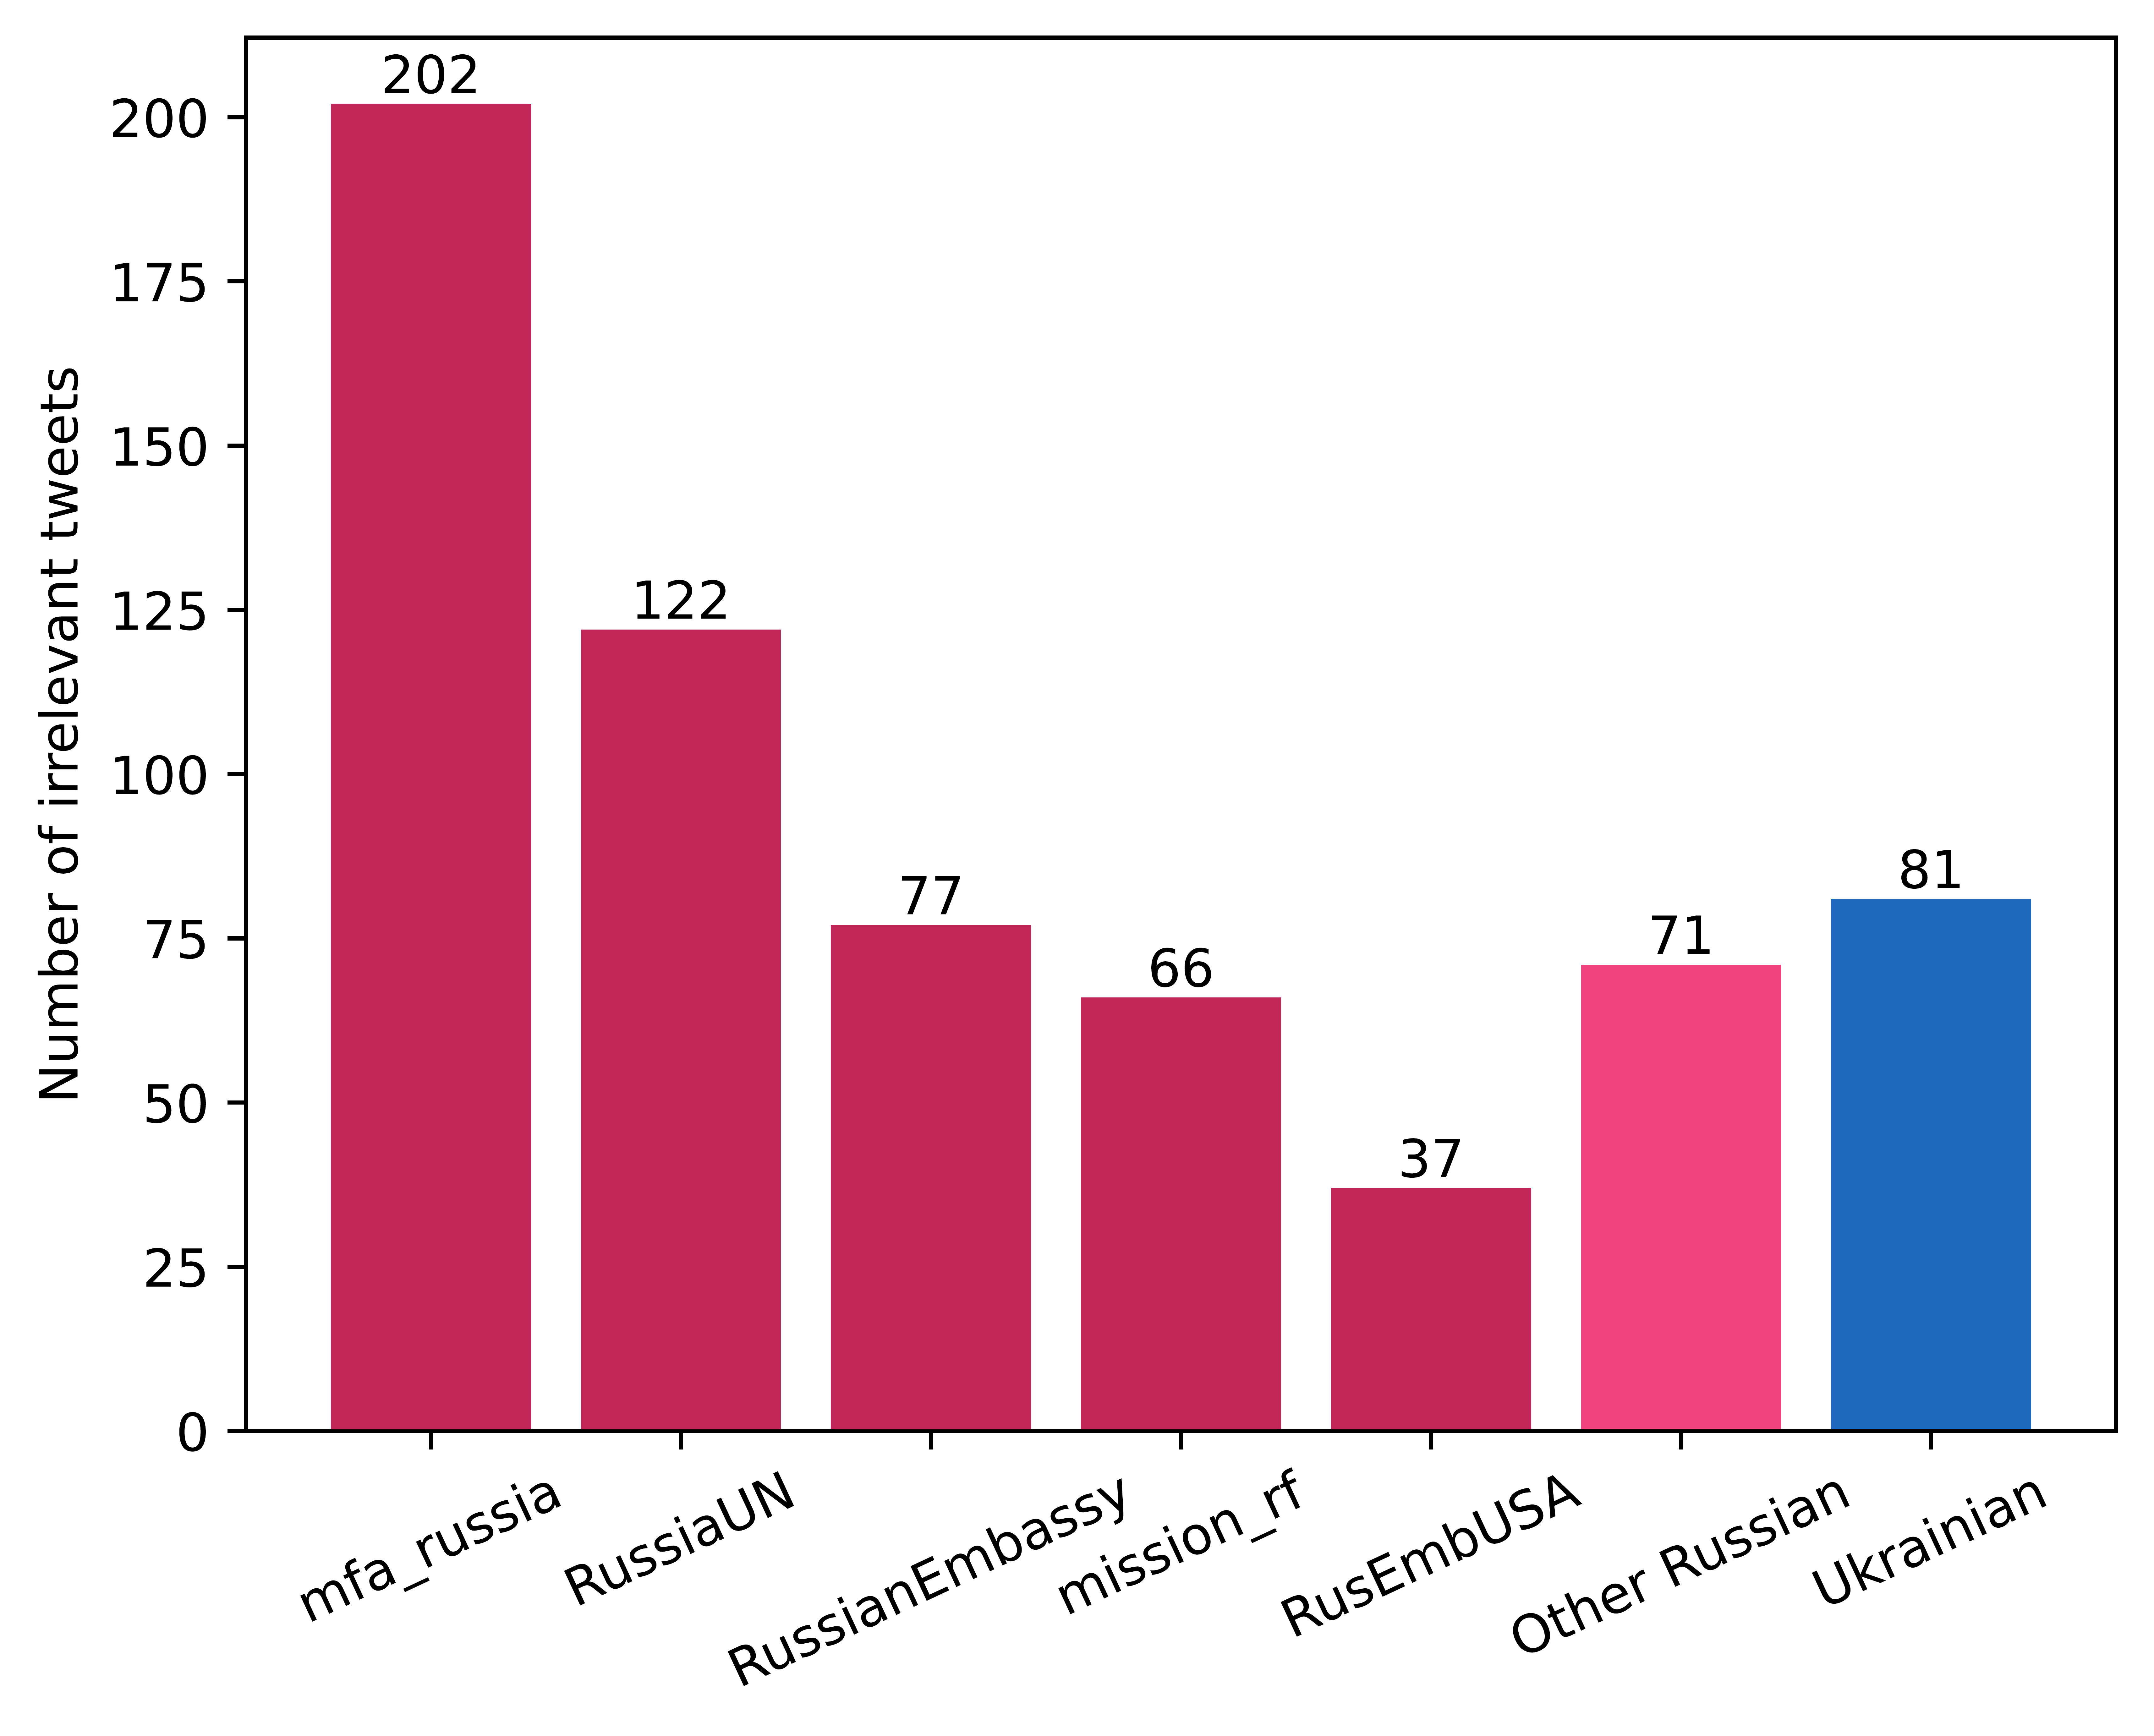 Number of irrelevant tweets
200
175
150
125
100
75
50
25
0
202
122
77
66
37
71
81
mfa_russia
RussiaUN
RussianEmbassy
mission_rf
RusEmbUSA
Other Russian
Ukrainian